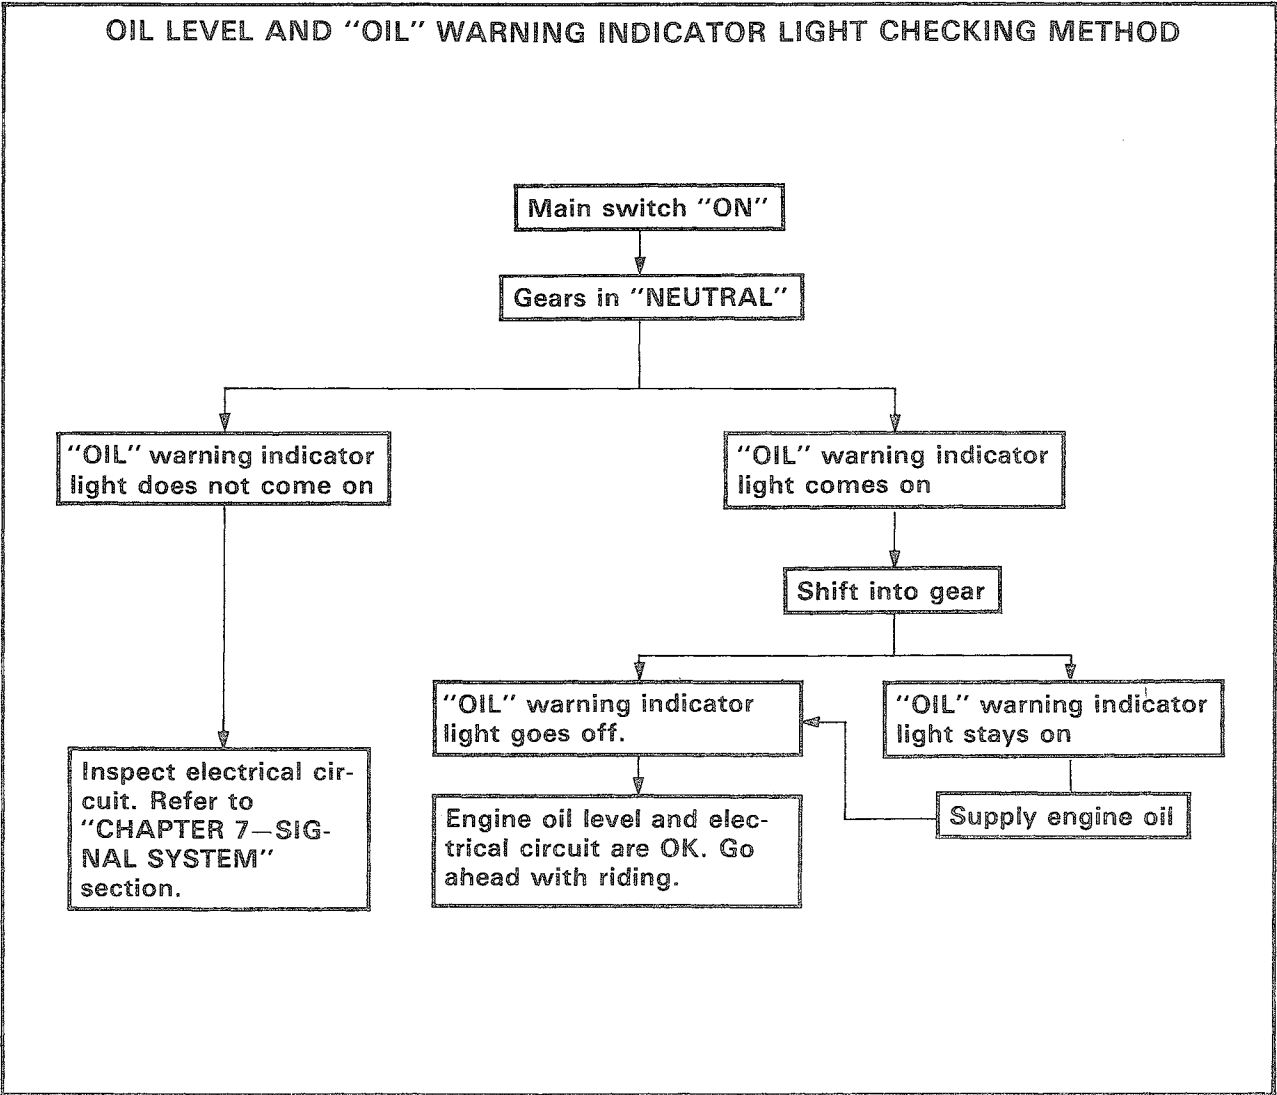 OIL LEVEL AND "OIL" WARNING INDICATOR LIGHT CHECKING METHOD
Main switch "ON"
Gears in "NEUTRAL"
"OIL" warning indicator
light does not come on
"OIL" warning indicator
light comes on
Shift into gear
"OIL" warning indicator
light goes off.
"OIL" warning indicator
light stays on
Inspect electrical cir-
cuit. Refer to
"CHAPTER 7—SIG-
NAL SYSTEM"
section.
Engine oil level and elec-
trical circuit are OK. Go
ahead with riding.
Supply engine oil